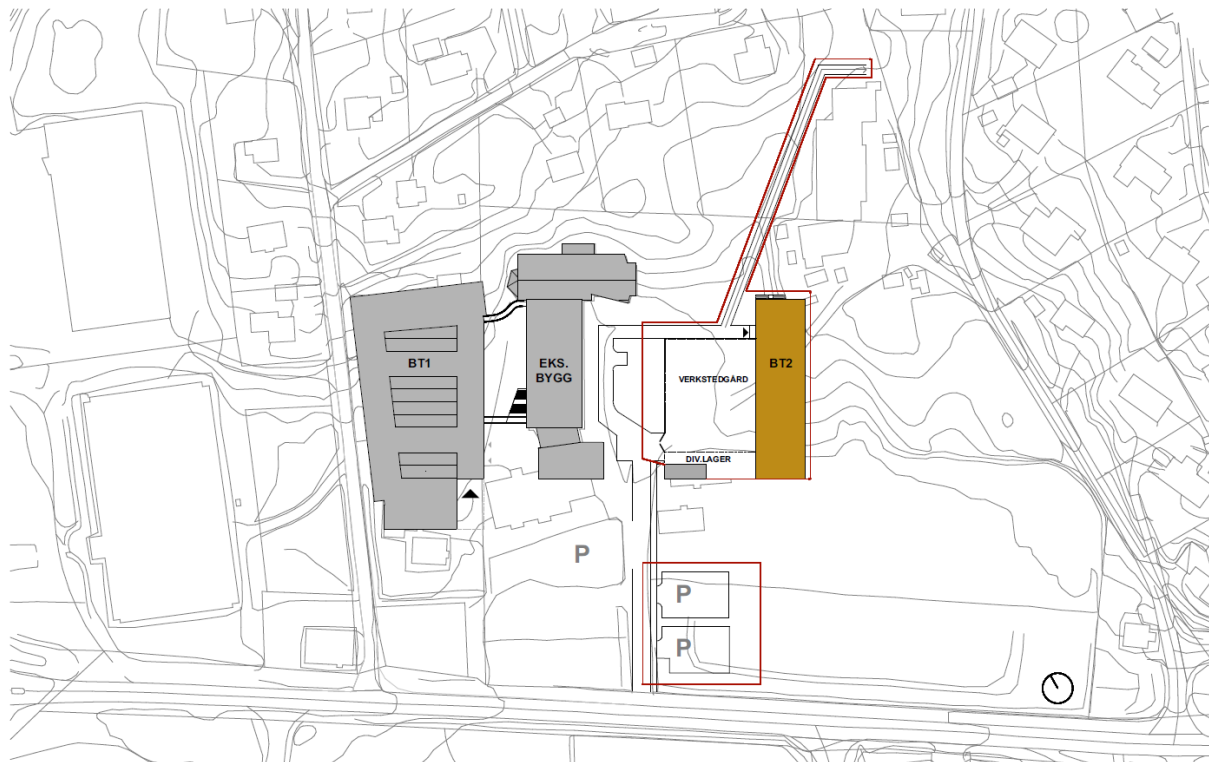 BT1
EKS.
BYGG
VERKSTEDGÅRD
BT2
DIV.LAGER
P
P
P